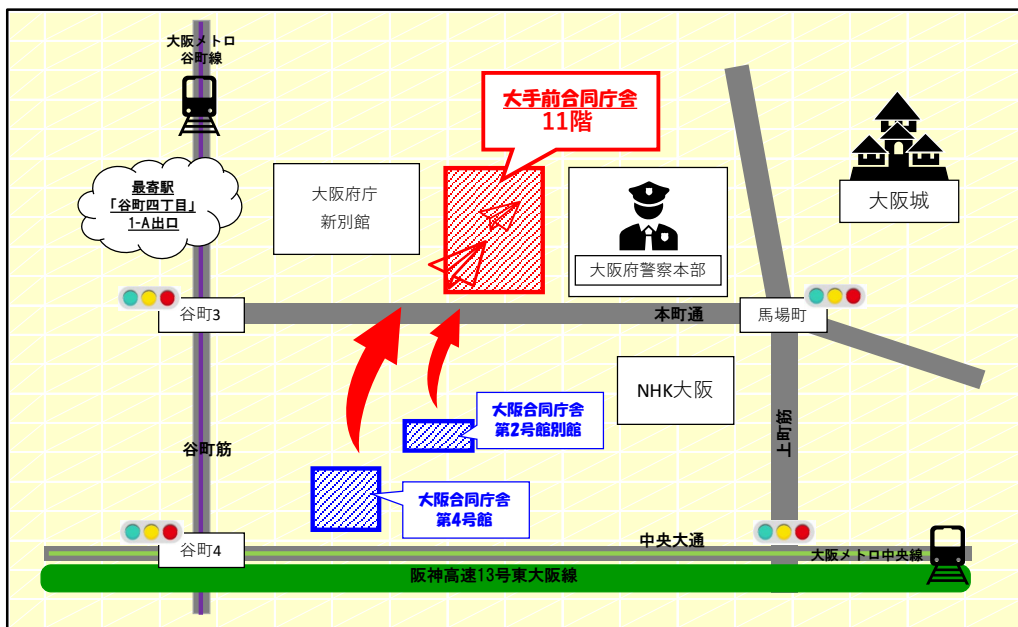 大阪メトロ
谷町線
大手前合同庁舎
11階
最寄駅
「谷町四丁目」
1-A出口
大阪府庁
新別館
大阪府警察本部
大阪城
谷町3
本町通
馬場町
NHK大阪
大阪合同庁舎
第2号館別館
谷町筋
上町筋
大阪合同庁舎
第4号館
谷町4
中央大通
大阪メトロ中央線
阪神高速13号東大阪線